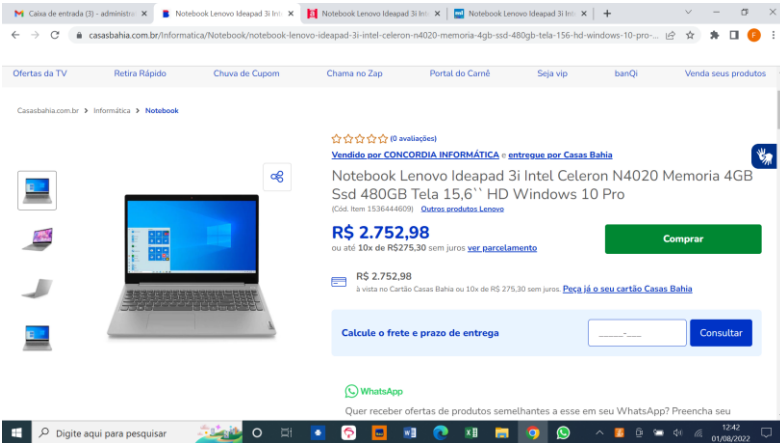 Caixa de entrada (3) - administrac
Notebook Lenovo Ideapad 3i Inte
Notebook Lenovo Ideapad 3i Inte
Notebook Lenovo Ideapad 3i Inte
casasbahia.com.br/Informatica/Notebook/notebook-lenovo-ideapad-3i-intel-celeron-n4020-memoria-4gb-ssd-480gb-tela-156-hd-windows-10-pro-...
Ofertas da TV Retira Rápido Chuva de Cupom Chama no Zap Portal do Carnê Seja vip banQi Venda seus produtos
Casasbahia.com.br > Informática > Notebook
(0 avaliações)
Vendido por CONCORDIA INFORMÁTICA e entregue por Casas Bahia
Notebook Lenovo Ideapad 3i Intel Celeron N4020 Memoria 4GB
Ssd 480GB Tela 15,6`` HD Windows 10 Pro
(Cód. Item 1536444609) Outros produtos Lenovo
R$ 2.752,98
ou até 10x de R$275,30 sem juros ver parcelamento
Comprar
R$ 2.752,98
à vista no Cartão Casas Bahia ou 10x de R$ 275,30 sem juros. Peça já o seu cartão Casas Bahia
Calcule o frete e prazo de entrega
_____-___
Consultar
WhatsApp
Quer receber ofertas de produtos semelhantes a esse em seu WhatsApp? Preencha seu
Digite aqui para pesquisar
12:42
01/08/2022